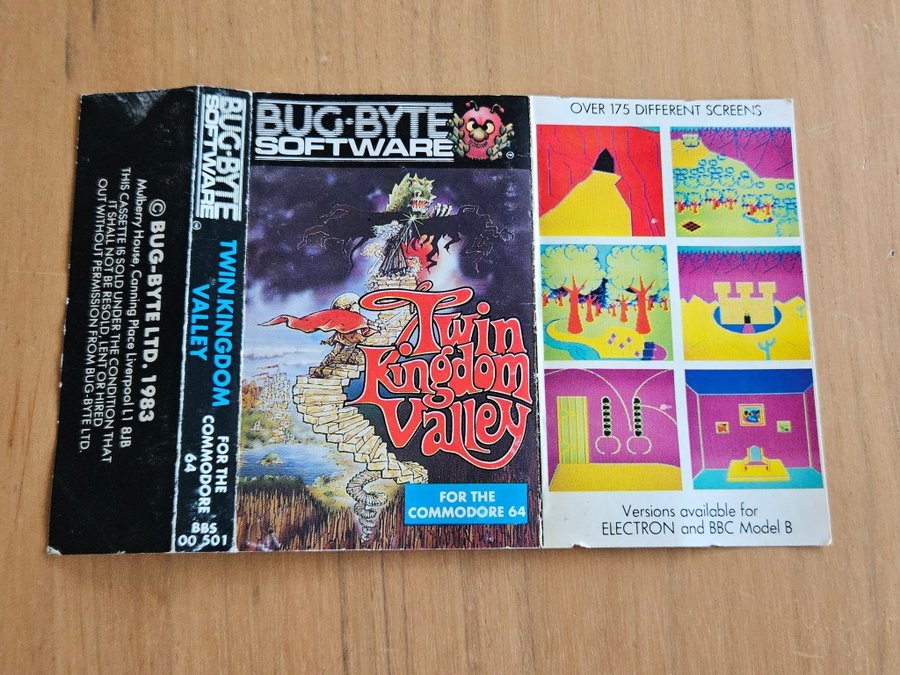 © BUG-BYTE LTD. 1983
Mulberry House, Canning Place Liverpool L1 8JB
THIS CASSETTE IS SOLD UNDER THE CONDITION THAT
IT SHALL NOT BE RESOLD, LENT OR HIRED
OUT WITHOUT PERMISSION FROM BUG-BYTE LTD.
BUG-BYTE
SOFTWARE
TWIN KINGDOM
VALLEY
FOR THE
COMMODORE
64
BBS
00 501
BUG-BYTE
SOFTWARE
Twin
Kingdom
Valley
FOR THE
COMMODORE 64
OVER 175 DIFFERENT SCREENS
Versions available for
ELECTRON and BBC Model B